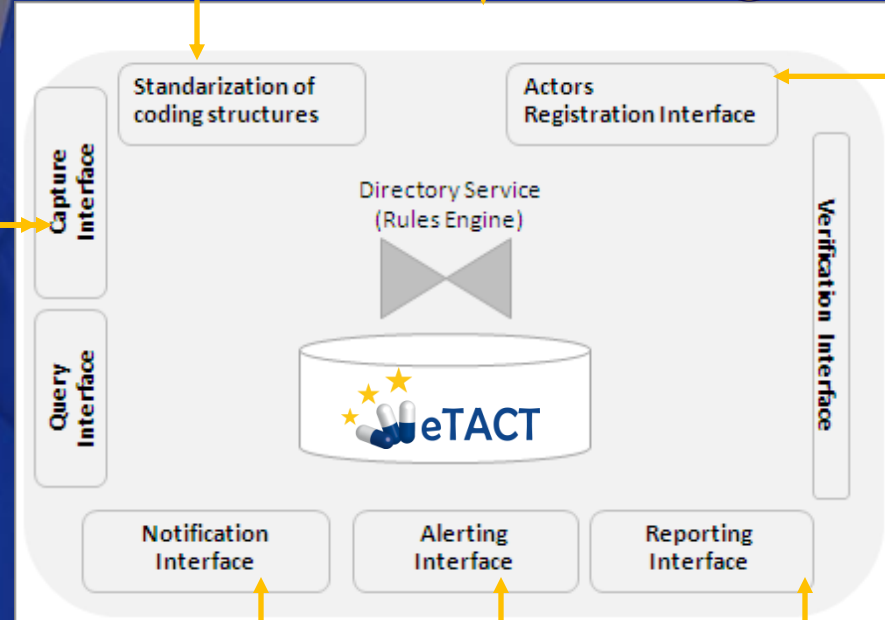 Standarization of
coding structures
Actors
Registration Interface
Capture
Interface
Directory Service
(Rules Engine)
Verification Interface
Query
Interface
eTACT
Notification
Interface
Alerting
Interface
Reporting
Interface